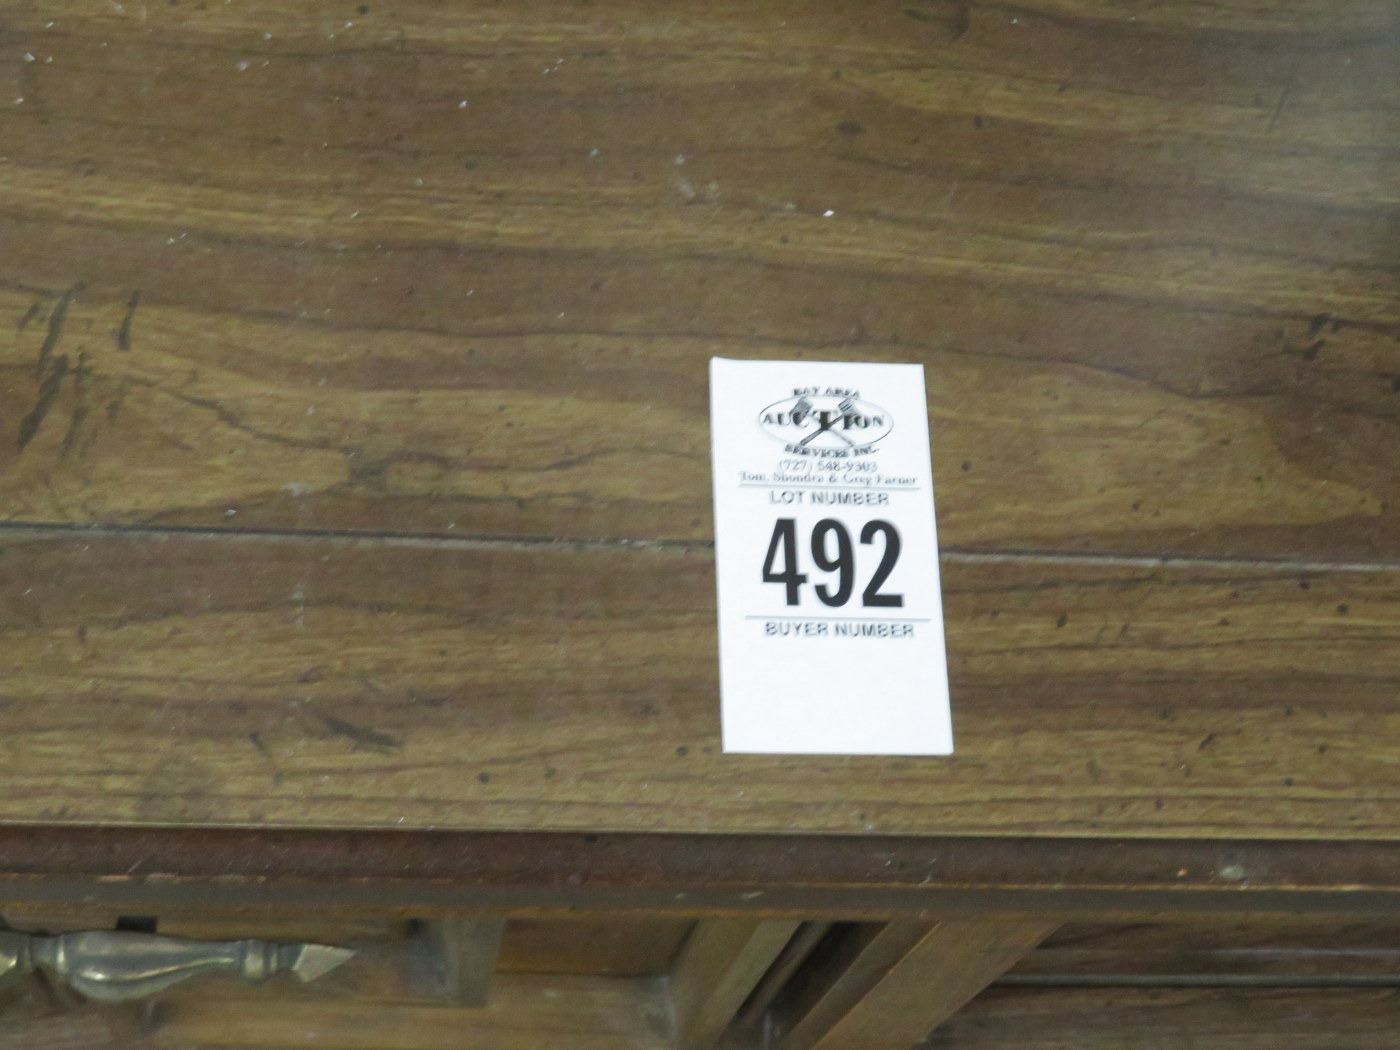 BAY AREA
AUCTION
SERVICES INC.
(727) 548-9303
Tom, Shondra & Greg Farner
LOT NUMBER
492
BUYER NUMBER